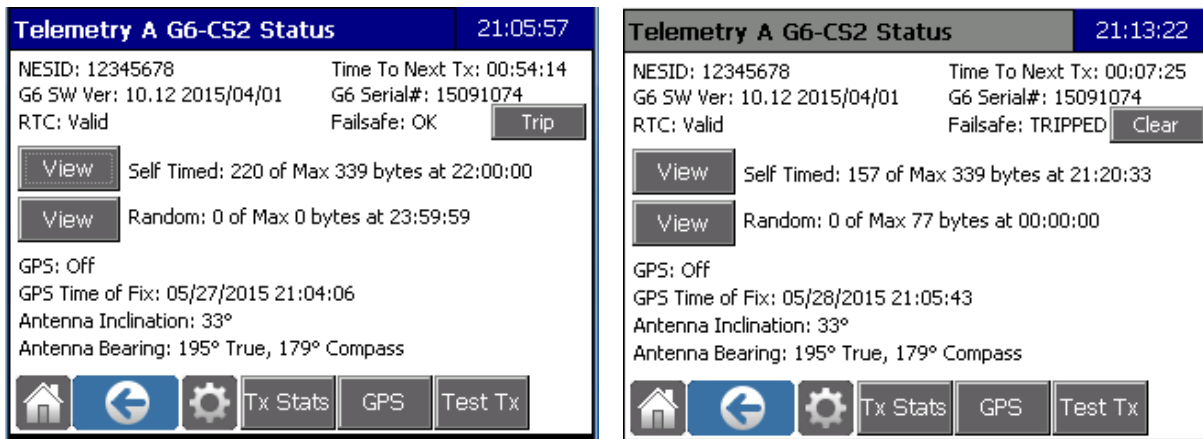 Telemetry A G6-CS2 Status 21:05:57
NESID: 12345678 Time To Next Tx: 00:54:14
G6 SW Ver: 10.12 2015/04/01 G6 Serial#: 15091074
RTC: Valid Failsafe: OK Trip
View Self Timed: 220 of Max 339 bytes at 22:00:00
View Random: 0 of Max 0 bytes at 23:59:59
GPS: Off
GPS Time of Fix: 05/27/2015 21:04:06
Antenna Inclination: 33°
Antenna Bearing: 195° True, 179° Compass
Tx Stats GPS Test Tx
Telemetry A G6-CS2 Status 21:13:22
NESID: 12345678 Time To Next Tx: 00:07:25
G6 SW Ver: 10.12 2015/04/01 G6 Serial#: 15091074
RTC: Valid Failsafe: TRIPPED Clear
View Self Timed: 157 of Max 339 bytes at 21:20:33
View Random: 0 of Max 77 bytes at 00:00:00
GPS: Off
GPS Time of Fix: 05/28/2015 21:05:43
Antenna Inclination: 33°
Antenna Bearing: 195° True, 179° Compass
Tx Stats GPS Test Tx